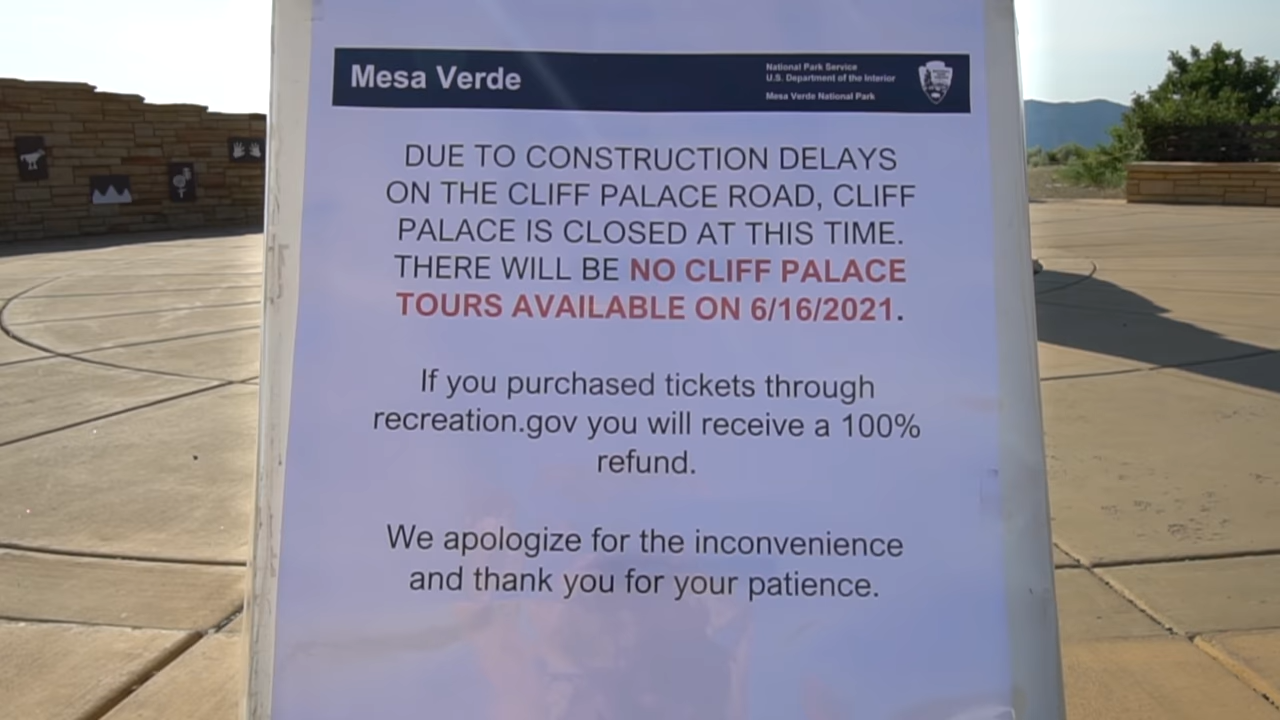 Mesa Verde
National Park Service
U.S. Department of the Interior
Mesa Verde National Park
DUE TO CONSTRUCTION DELAYS
ON THE CLIFF PALACE ROAD, CLIFF
PALACE IS CLOSED AT THIS TIME.
THERE WILL BE NO CLIFF PALACE
TOURS AVAILABLE ON 6/16/2021.
If you purchased tickets through
recreation.gov you will receive a 100%
refund.
We apologize for the inconvenience
and thank you for your patience.